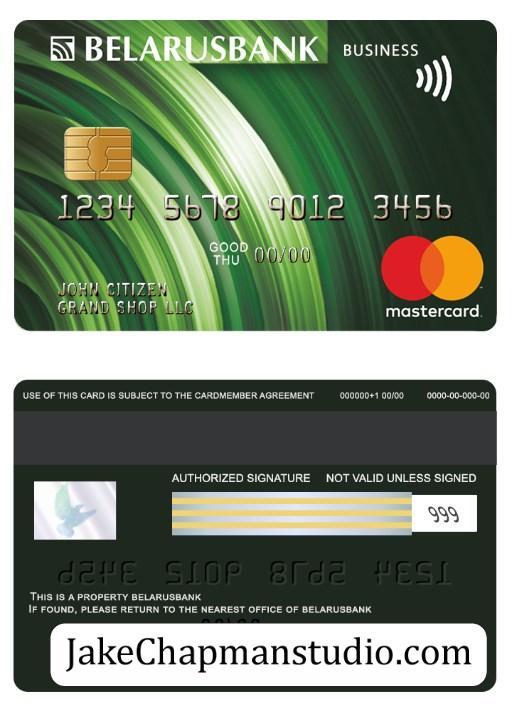 BELARUSBANK BUSINESS
1234 5678 9012 3456
GOOD
THU 00/00
JOHN CITIZEN
GRAND SHOP LLC
mastercard.
USE OF THIS CARD IS SUBJECT TO THE CARDMEMBER AGREEMENT 000000+1 00/00 0000-00-000-00
AUTHORIZED SIGNATURE NOT VALID UNLESS SIGNED
999
THIS IS A PROPERTY BELARUSBANK
IF FOUND, PLEASE RETURN TO THE NEAREST OFFICE OF BELARUSBANK
JakeChapmanstudio.com